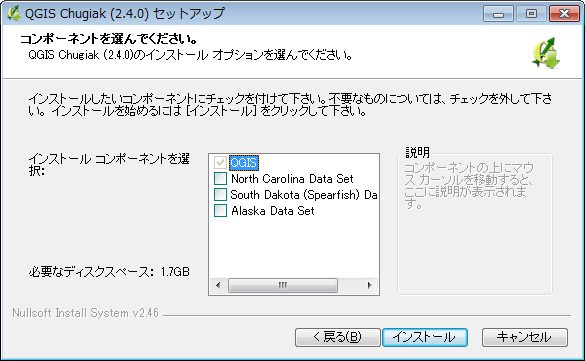 QGIS Chugiak (2.4.0) セットアップ
コンポーネントを選んでください。
QGIS Chugiak (2.4.0)のインストール オプションを選んでください。
インストールしたいコンポーネントにチェックを付けて下さい。不要なものについては、チェックを外して下さ
い。 インストールを始めるには [インストール] をクリックして下さい。
インストール コンポーネントを選
択:
QGIS
North Carolina Data Set
South Dakota (Spearfish) Da
Alaska Data Set
説明
コンポーネントの上にマウ
ス カーソルを移動すると、
ここに説明が表示されま
す。
必要なディスクスペース: 1.7GB
Nullsoft Install System v2.46
< 戻る(B)
インストール
キャンセル